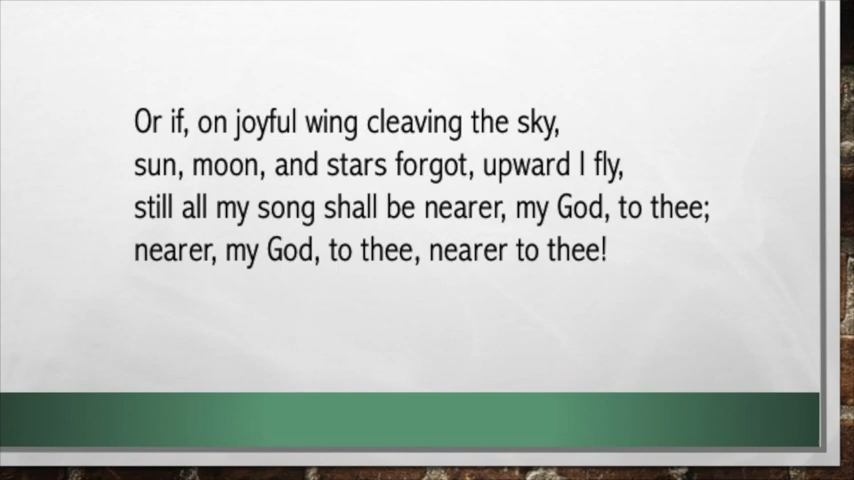 Or if, on joyful wing cleaving the sky,
sun, moon, and stars forgot, upward I fly,
still all my song shall be nearer, my God, to thee;
nearer, my God, to thee, nearer to thee!